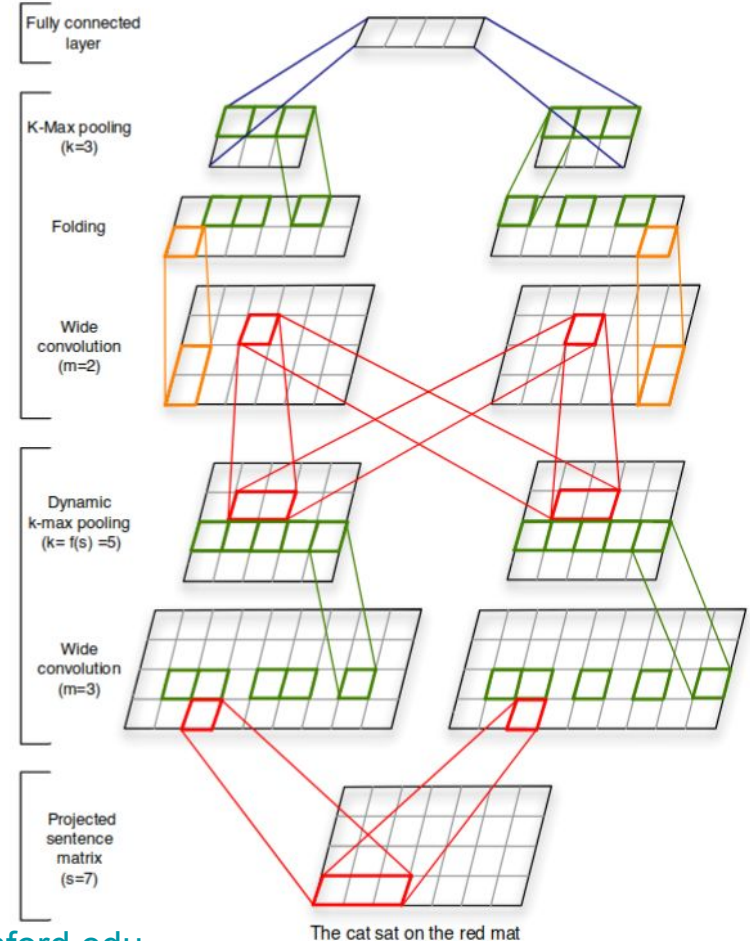 Fully connected
layer
K-Max pooling
(k=3)
Folding
Wide
convolution
(m=2)
Dynamic
k-max pooling
(k= f(s) =5)
Wide
convolution
(m=3)
Projected
sentence
matrix
(s=7)
The cat sat on the red mat